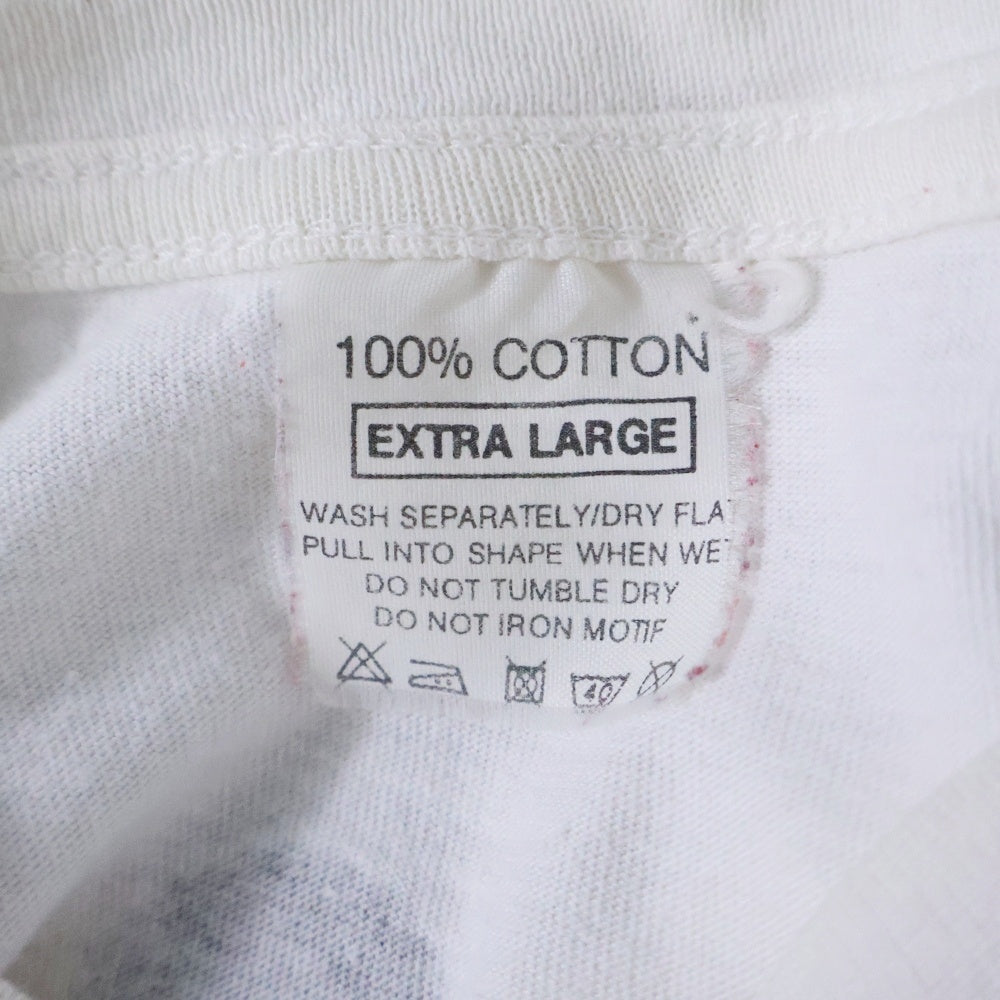 100% COTTON
EXTRA LARGE
WASH SEPARATELY/DRY FLAT
PULL INTO SHAPE WHEN WET
DO NOT TUMBLE DRY
DO NOT IRON MOTIF
40